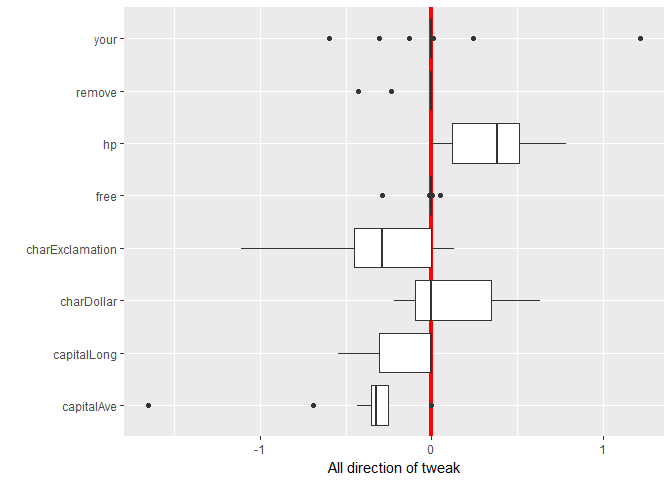 your
remove
hp
free
charExclamation
charDollar
capitalLong
capitalAve
-1
0
1
All direction of tweak